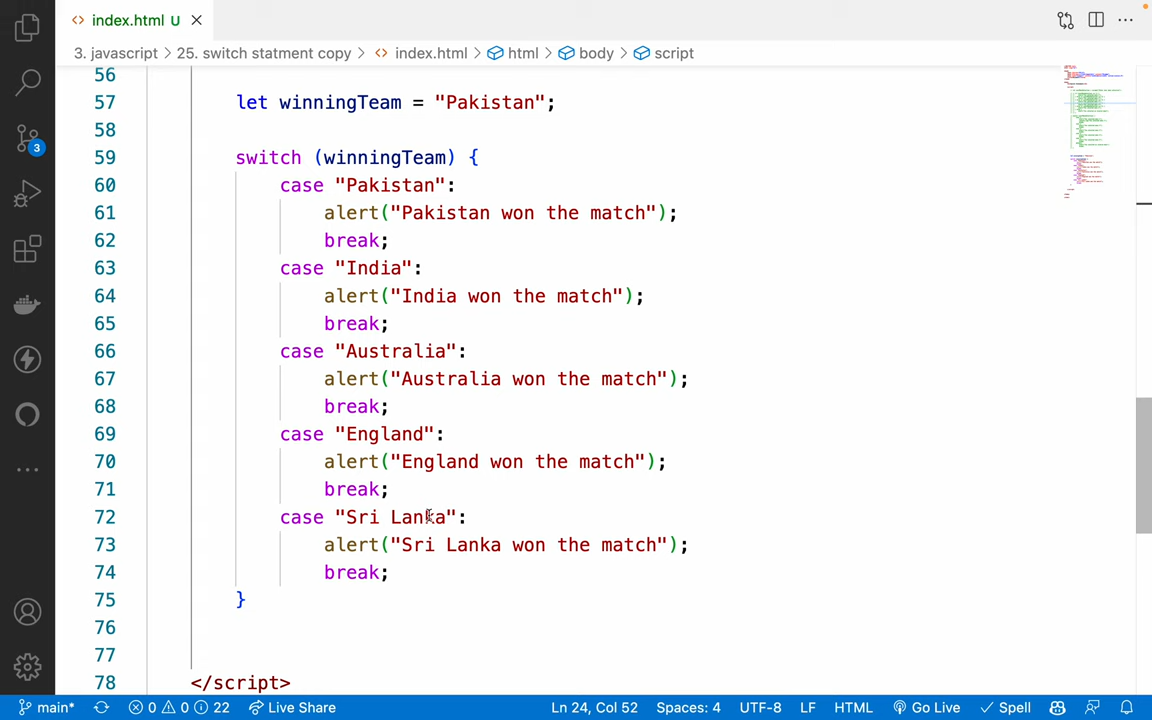 index.html U
3. javascript > 25. switch statment copy > index.html > html > body > script
56
57 let winningTeam = "Pakistan";
58
59 switch (winningTeam) {
60 case "Pakistan":
61 alert("Pakistan won the match");
62 break;
63 case "India":
64 alert("India won the match");
65 break;
66 case "Australia":
67 alert("Australia won the match");
68 break;
69 case "England":
70 alert("England won the match");
71 break;
72 case "Sri Lanka":
73 alert("Sri Lanka won the match");
74 break;
75 }
76
77
78 </script>
3
main* 0 0 22 Live Share Ln 24, Col 52 Spaces: 4 UTF-8 LF HTML Go Live Spell